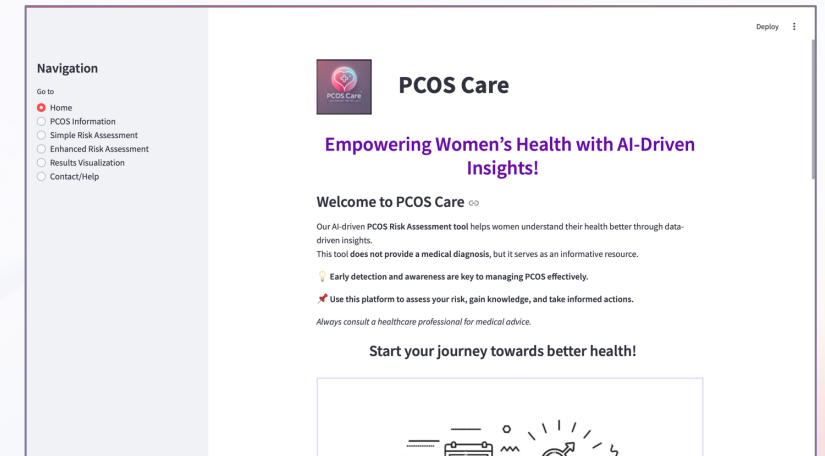 Deploy
Navigation
Go to
Home
PCOS Information
Simple Risk Assessment
Enhanced Risk Assessment
Results Visualization
Contact/Help
PCOS Care
PCOS Care
Empowering Women’s Health with AI-Driven
Insights!
Welcome to PCOS Care
Our AI-driven PCOS Risk Assessment tool helps women understand their health better through data-
driven insights.
This tool does not provide a medical diagnosis, but it serves as an informative resource.
Early detection and awareness are key to managing PCOS effectively.
Use this platform to assess your risk, gain knowledge, and take informed actions.
Always consult a healthcare professional for medical advice.
Start your journey towards better health!